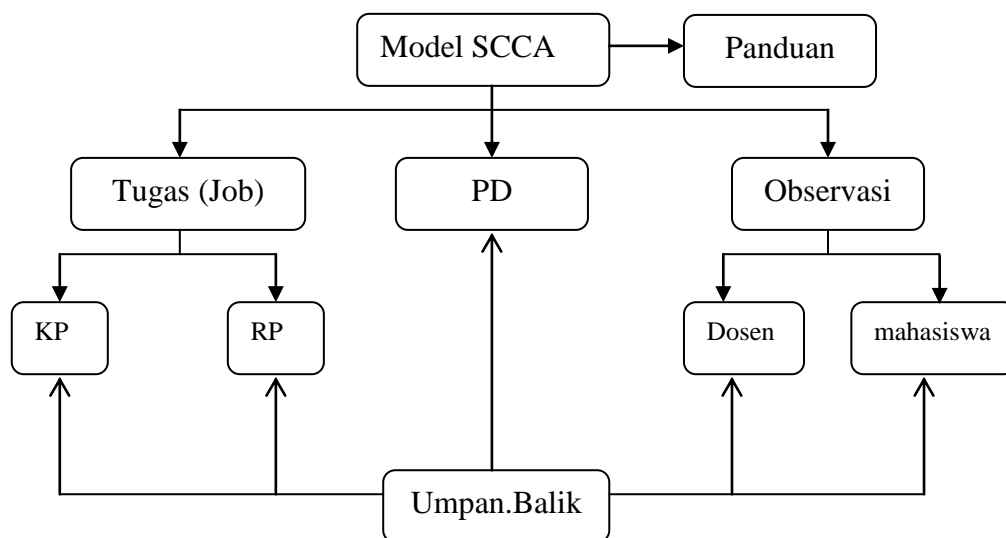 Model SCCA
Panduan
Tugas (Job)
PD
Observasi
KP
RP
Dosen
mahasiswa
Umpan.Balik